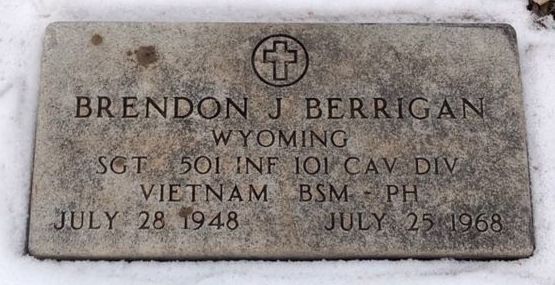 BRENDON J BERRIGAN
WYOMING
SGT 501 INF 101 CAV DIV
VIETNAM BSM - PH
JULY 28 1948 JULY 25 1968